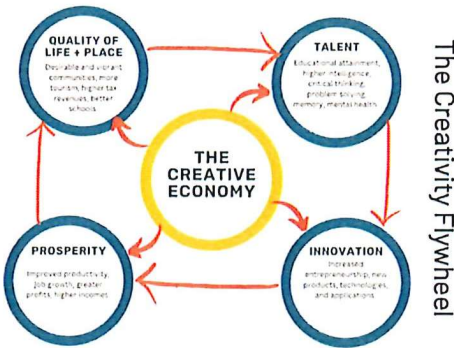 The Creativity Flywheel
QUALITY OF
LIFE + PLACE
Desirable and vibrant
communities, more
tourism, higher tax
revenues, better
schools
TALENT
Educational attainment,
higher intelligence,
critical thinking,
problem solving,
memory, mental health
THE
CREATIVE
ECONOMY
PROSPERITY
Improved productivity,
job growth, greater
profits, higher incomes
INNOVATION
Increased
entrepreneurship, new
products, technologies,
and applications